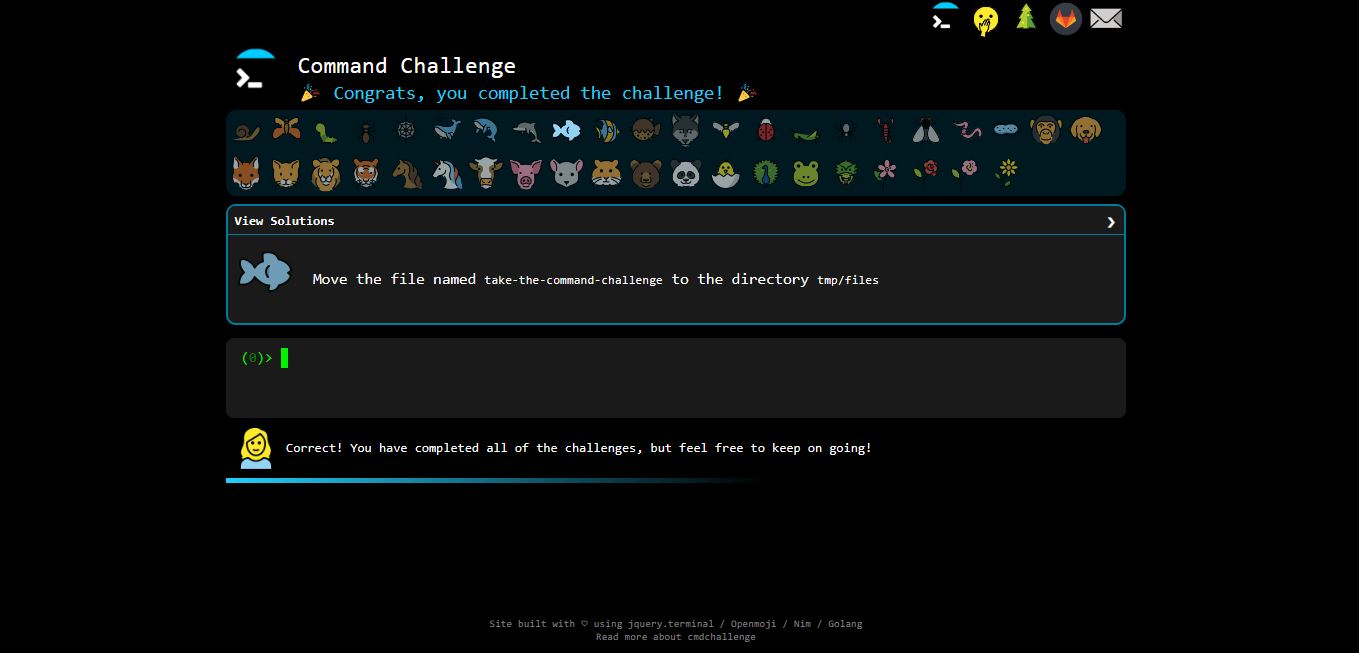 Command Challenge
Congrats, you completed the challenge!
View Solutions
Move the file named take-the-command-challenge to the directory tmp/files
(0)>
Correct! You have completed all of the challenges, but feel free to keep on going!
Site built with ♡ using jquery.terminal / Openmoji / Nim / Golang
Read more about cmdchallenge